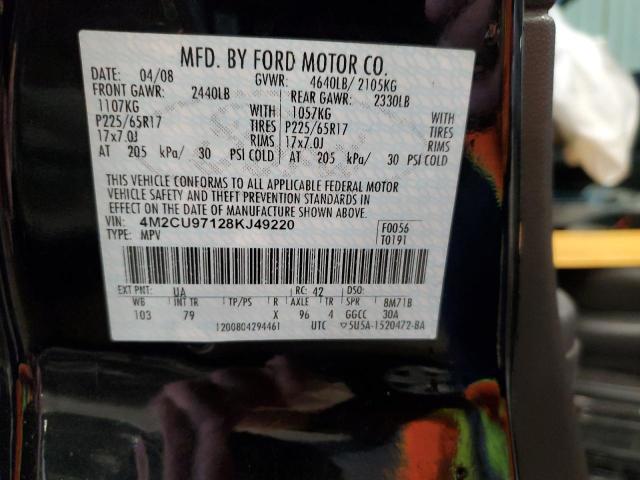 MFD. BY FORD MOTOR CO.
DATE: 04/08 GVWR: 4640LB/ 2105KG
FRONT GAWR: 2440LB REAR GAWR: 2330LB
1107KG WITH 1057KG WITH
P225/65R17 TIRES P225/65R17 TIRES
17x7.0J RIMS 17x7.0J RIMS
AT 205 kPa/ 30 PSI COLD AT 205 kPa/ 30 PSI COLD
THIS VEHICLE CONFORMS TO ALL APPLICABLE FEDERAL MOTOR
VEHICLE SAFETY AND THEFT PREVENTION STANDARDS IN
EFFECT ON THE DATE OF MANUFACTURE SHOWN ABOVE.
VIN: 4M2CU97128KJ49220 F0056
TYPE: MPV T0191
EXT PNT: UA RC: 42 DSO:
WB INT TR TP/PS R AXLE TR SPR 8M71B
103 79 X 96 4 GGCC 30A
1200804294461 UTC 5U5A-1520472-BA